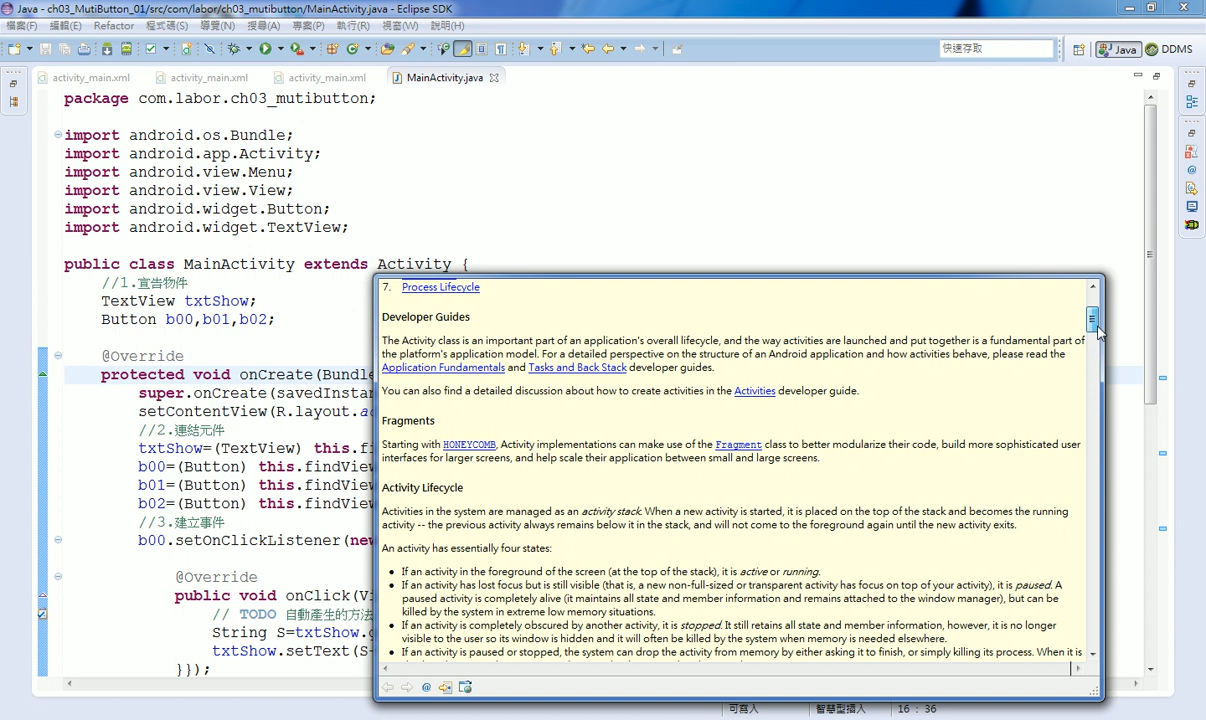 Java - ch03_MutiButton_01/src/com/labor/ch03_mutibutton/MainActivity.java - Eclipse SDK
檔案(F) 編輯(E) Refactor 程式碼(S) 導覽(N) 搜尋(A) 專案(P) 執行(R) 視窗(W) 說明(H)
快速存取 Java DDMS
activity_main.xml activity_main.xml activity_main.xml MainActivity.java
package com.labor.ch03_mutibutton;
import android.os.Bundle;
import android.app.Activity;
import android.view.Menu;
import android.view.View;
import android.widget.Button;
import android.widget.TextView;
public class MainActivity extends Activity {
//1.宣告物件
TextView txtShow;
Button b00,b01,b02;
@Override
protected void onCreate(Bundle
super.onCreate(savedInstan
setContentView(R.layout.a
//2.連結元件
txtShow=(TextView) this.fi
b00=(Button) this.findView
b01=(Button) this.findView
b02=(Button) this.findView
//3.建立事件
b00.setOnClickListener(new
@Override
public void onClick(Vi
// TODO 自動產生的方法
String S=txtShow.g
txtShow.setText(S+
}});
7. Process Lifecycle
Developer Guides
The Activity class is an important part of an application's overall lifecycle, and the way activities are launched and put together is a fundamental part of
the platform's application model. For a detailed perspective on the structure of an Android application and how activities behave, please read the
Application Fundamentals and Tasks and Back Stack developer guides.
You can also find a detailed discussion about how to create activities in the Activities developer guide.
Fragments
Starting with HONEYCOMB, Activity implementations can make use of the Fragment class to better modularize their code, build more sophisticated user
interfaces for larger screens, and help scale their application between small and large screens.
Activity Lifecycle
Activities in the system are managed as an activity stack. When a new activity is started, it is placed on the top of the stack and becomes the running
activity -- the previous activity always remains below it in the stack, and will not come to the foreground again until the new activity exits.
An activity has essentially four states:
• If an activity in the foreground of the screen (at the top of the stack), it is active or running.
• If an activity has lost focus but is still visible (that is, a new non-full-sized or transparent activity has focus on top of your activity), it is paused. A
paused activity is completely alive (it maintains all state and member information and remains attached to the window manager), but can be
killed by the system in extreme low memory situations.
• If an activity is completely obscured by another activity, it is stopped. It still retains all state and member information, however, it is no longer
visible to the user so its window is hidden and it will often be killed by the system when memory is needed elsewhere.
• If an activity is paused or stopped, the system can drop the activity from memory by either asking it to finish, or simply killing its process. When it is
可寫入 智慧型插入 16 : 36